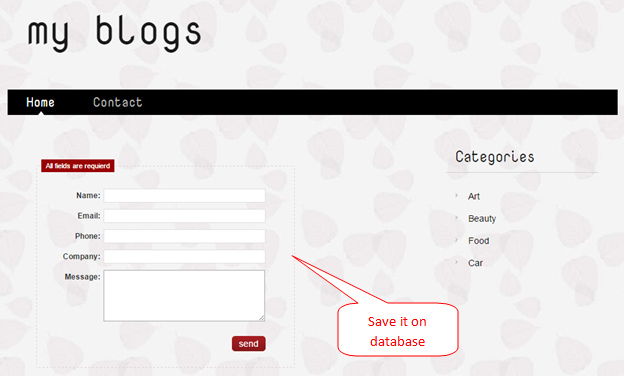 my blogs
Home
Contact
All fields are requierd
Name:
Email:
Phone:
Company:
Message:
send
Save it on
database
Categories
Art
Beauty
Food
Car